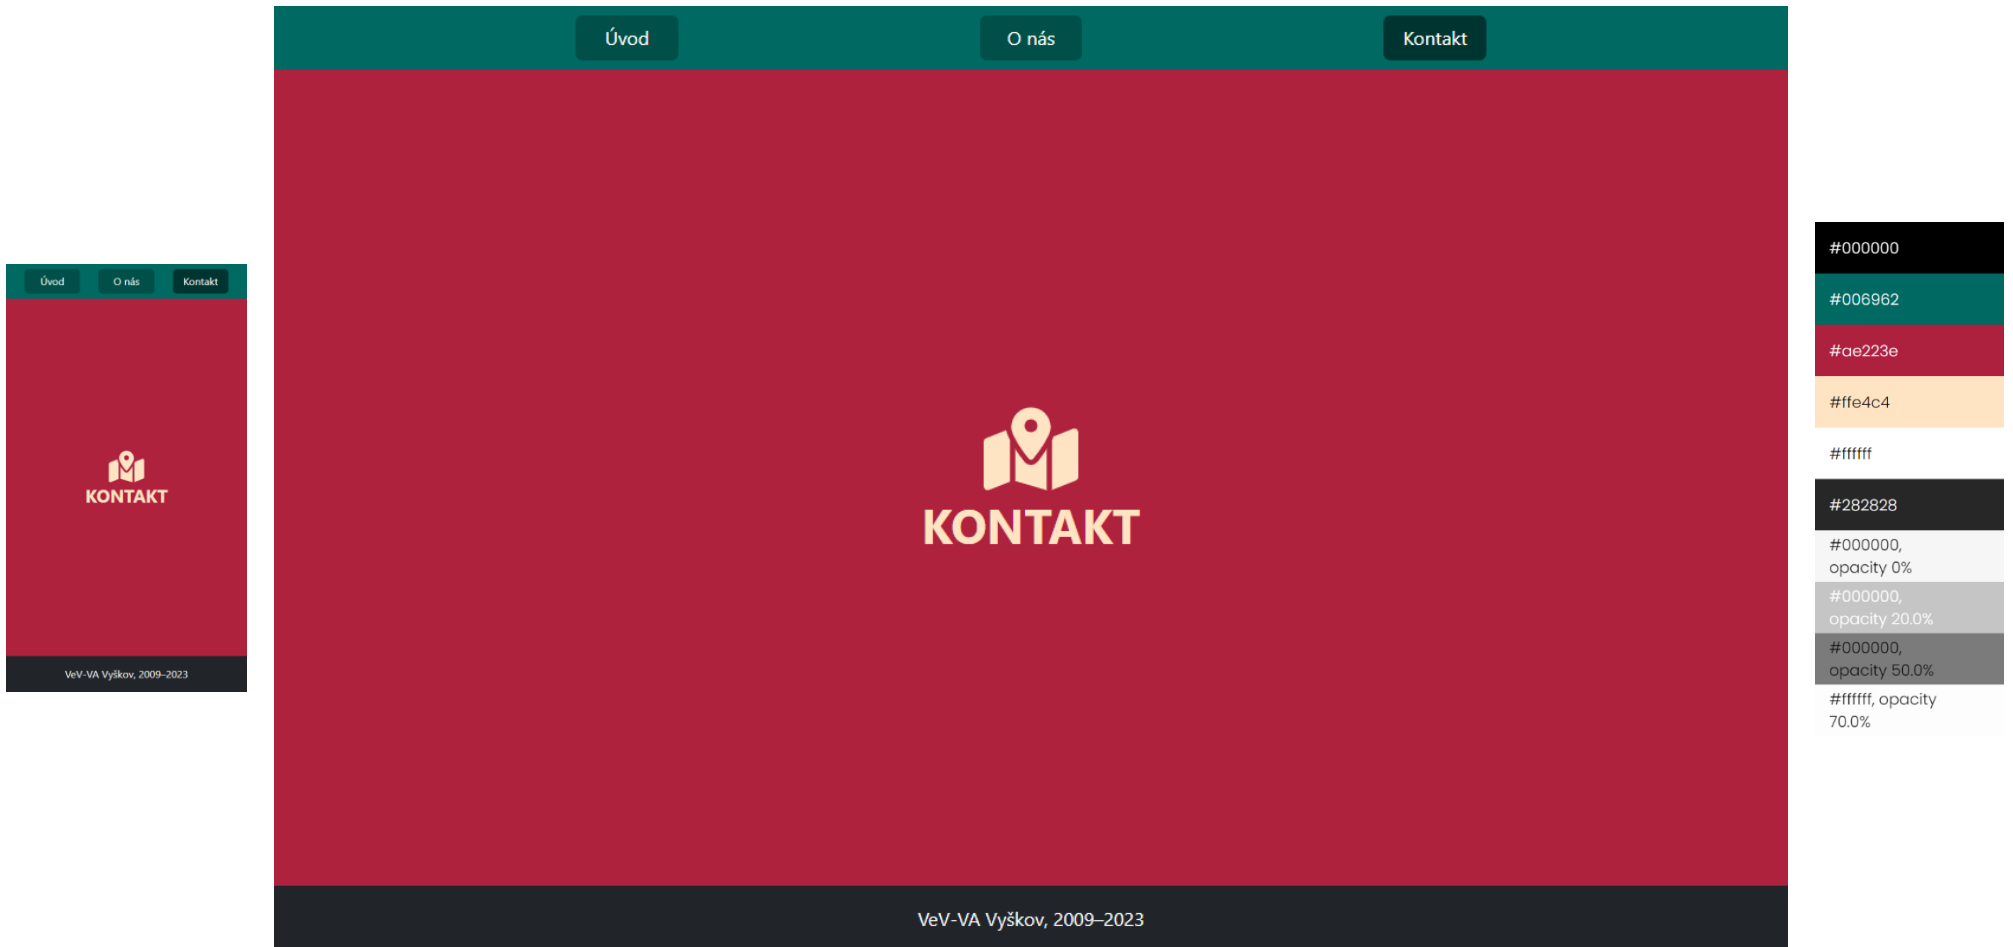 Úvod O nás Kontakt
KONTAKT
VeV-VA Vyškov, 2009–2023
Úvod O nás Kontakt
KONTAKT
VeV-VA Vyškov, 2009–2023
#000000
#006962
#ae223e
#ffe4c4
#ffffff
#282828
#000000,
opacity 0%
#000000,
opacity 20.0%
#000000,
opacity 50.0%
#ffffff, opacity
70.0%